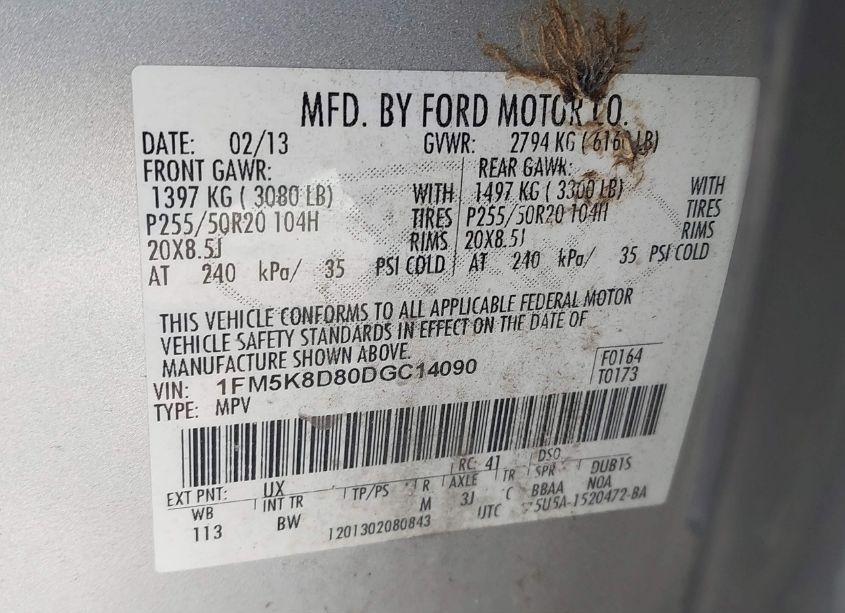 MFD. BY FORD MOTOR CO.
DATE: 02/13 GVWR: 2794 KG ( 616 LB)
FRONT GAWR: REAR GAWR:
1397 KG ( 3080 LB) WITH 1497 KG ( 3300 LB) WITH
P255/50R20 104H TIRES P255/50R20 104H TIRES
20X8.5J RIMS 20X8.5J RIMS
AT 240 kPa/ 35 PSI COLD AT 240 kPa/ 35 PSI COLD
THIS VEHICLE CONFORMS TO ALL APPLICABLE FEDERAL MOTOR
VEHICLE SAFETY STANDARDS IN EFFECT ON THE DATE OF
MANUFACTURE SHOWN ABOVE.
VIN: 1FM5K8D80DGC14090 F0164
TYPE: MPV T0173
EXT PNT: UX RC: 41 DSO:
WB INT TR TP/PS R AXLE TR SPR DUB1S
113 BW M 3J C BBAA NOA
1201302080843 UTC 5U5A-1520472-BA